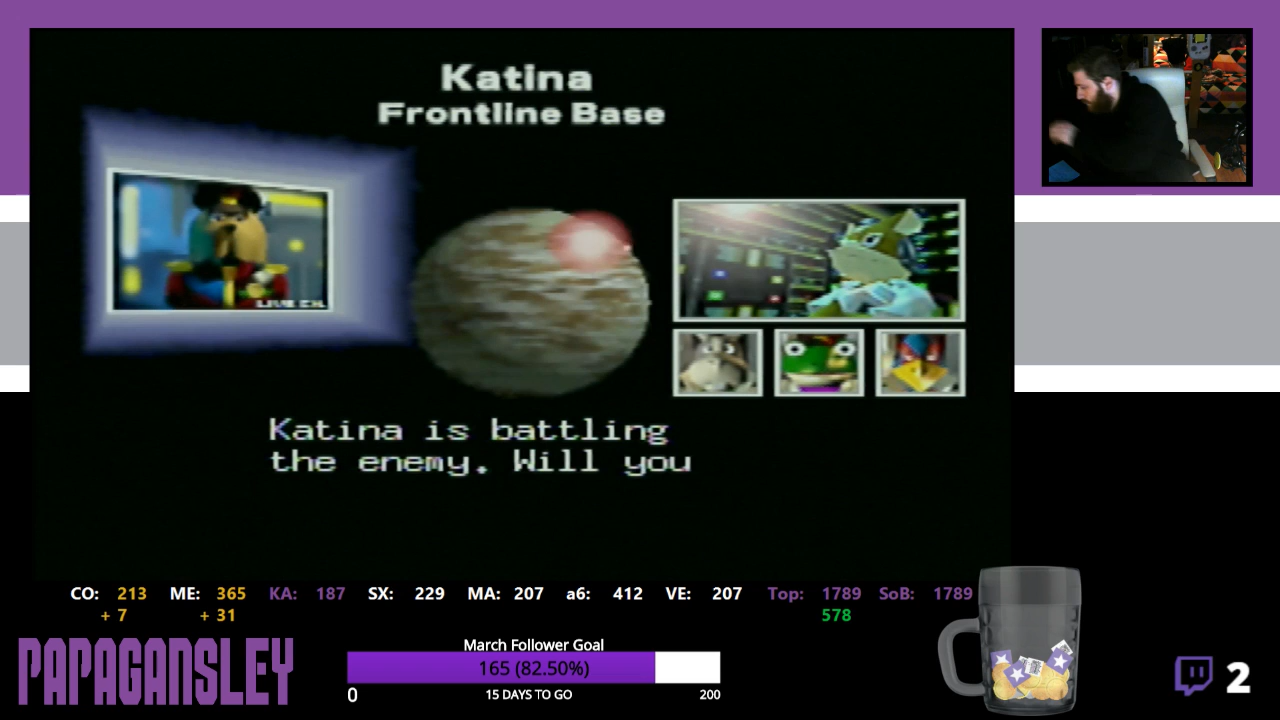 Katina
Frontline Base
LIVE
Katina is battling
the enemy. Will you
CO: 213 ME: 365 KA: 187 SX: 229 MA: 207 a6: 412 VE: 207 Top: 1789 SoB: 1789
+ 7 + 31 578
PAPAGANSLEY
March Follower Goal
165 (82.50%)
0 15 DAYS TO GO 200
2